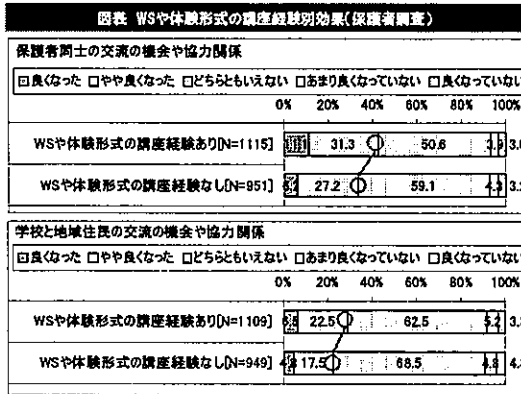 図表 WSや体験形式の講座経験別効果(保護者調査)
保護者同士の交流の機会や協力関係
良くなった やや良くなった どちらともいえない あまり良くなっていない 良くなっていない
0% 20% 40% 60% 80% 100%
WSや体験形式の講座経験あり[N=1115] 11.1 31.3 50.6 3.9
WSや体験形式の講座経験なし[N=951] 27.2 59.1 4.3
学校と地域住民の交流の機会や協力関係
良くなった やや良くなった どちらともいえない あまり良くなっていない 良くなっていない
0% 20% 40% 60% 80% 100%
WSや体験形式の講座経験あり[N=1109] 22.5 62.5 5.2
WSや体験形式の講座経験なし[N=949] 4.8 17.5 68.5 4.8